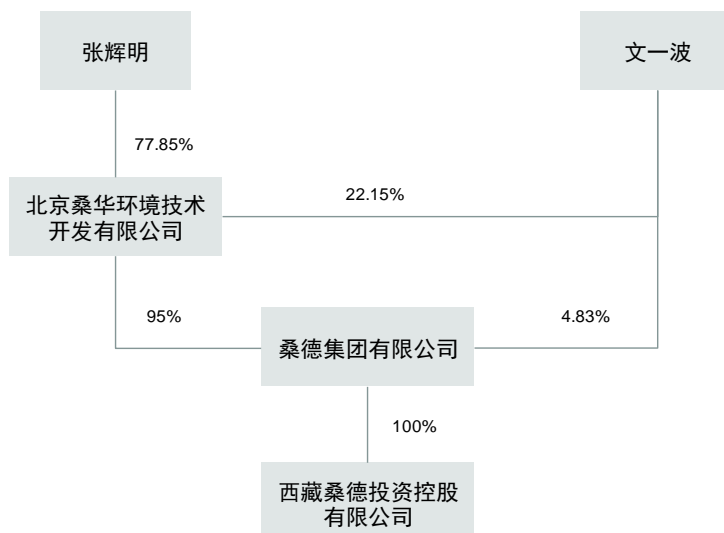 张辉明
文一波
77.85%
北京桑华环境技术
开发有限公司
22.15%
95%
4.83%
桑德集团有限公司
100%
西藏桑德投资控股
有限公司